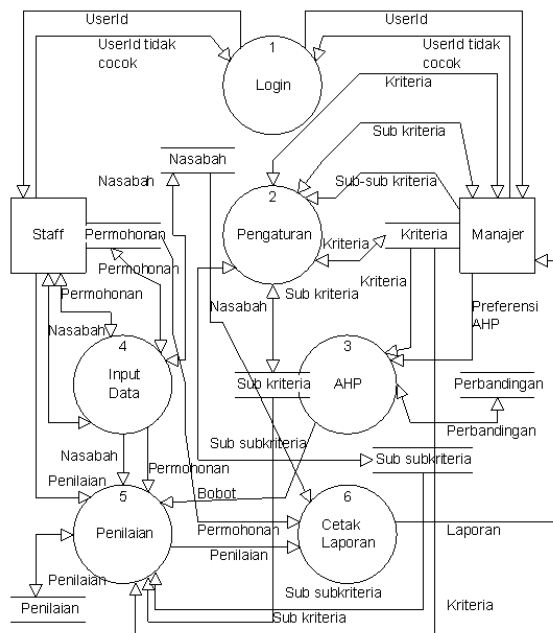 UserId
UserId
UserId tidak
cocok
1
Login
UserId tidak
cocok
Kriteria
Sub kriteria
Nasabah
Nasabah
Sub-sub kriteria
2
Pengaturan
Staff
Permohonan
Kriteria
Kriteria
Manajer
Permohonan
Kriteria
Permohonan
Nasabah
Sub kriteria
Preferensi
AHP
Nasabah
4
Input
Data
3
AHP
Sub kriteria
Perbandingan
Perbandingan
Sub subkriteria
Nasabah
Permohonan
Sub subkriteria
Penilaian
Bobot
5
Penilaian
6
Cetak
Laporan
Permohonan
Laporan
Penilaian
Penilaian
Sub subkriteria
Penilaian
Sub kriteria
Kriteria